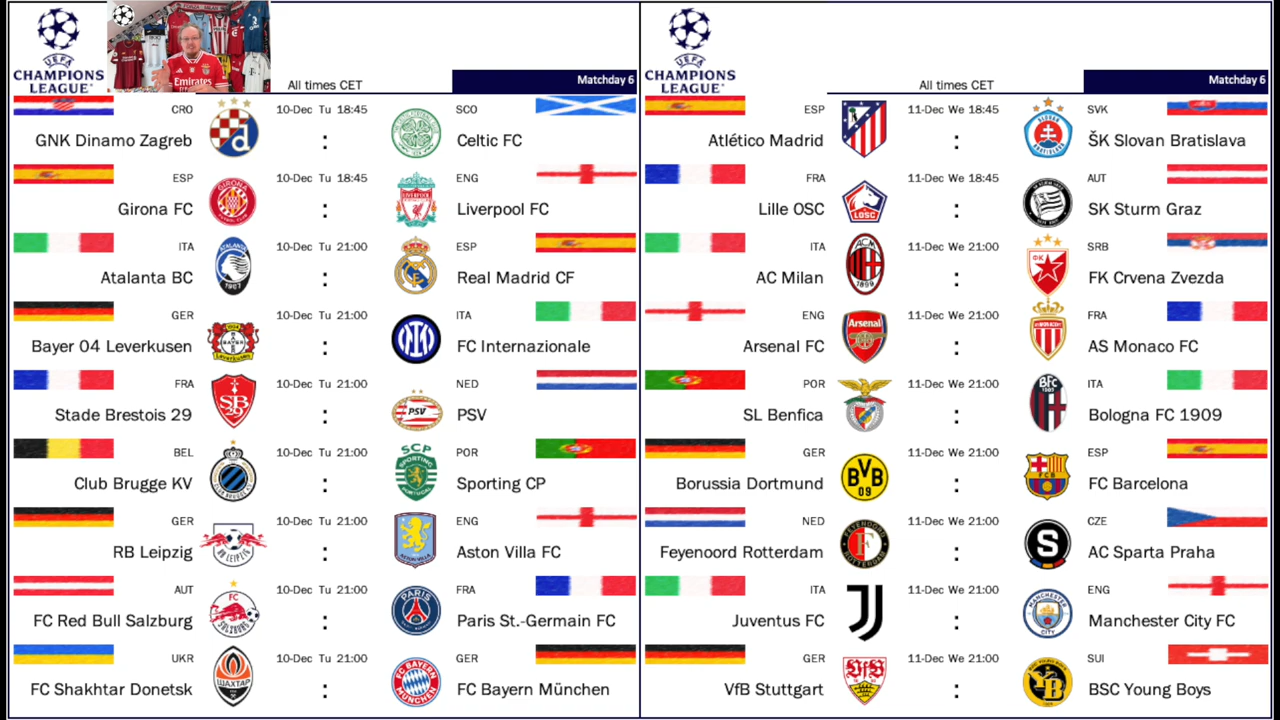 UEFA
CHAMPIONS
LEAGUE
All times CET
Matchday 6
CRO
10-Dec Tu 18:45
SCO
GNK Dinamo Zagreb
:
Celtic FC
ESP
10-Dec Tu 18:45
ENG
Girona FC
:
Liverpool FC
ITA
10-Dec Tu 21:00
ESP
Atalanta BC
:
Real Madrid CF
GER
10-Dec Tu 21:00
ITA
Bayer 04 Leverkusen
:
FC Internazionale
FRA
10-Dec Tu 21:00
NED
Stade Brestois 29
:
PSV
BEL
10-Dec Tu 21:00
POR
Club Brugge KV
:
Sporting CP
GER
10-Dec Tu 21:00
ENG
RB Leipzig
:
Aston Villa FC
AUT
10-Dec Tu 21:00
FRA
FC Red Bull Salzburg
:
Paris St.-Germain FC
UKR
10-Dec Tu 21:00
GER
FC Shakhtar Donetsk
:
FC Bayern München
UEFA
CHAMPIONS
LEAGUE
All times CET
Matchday 6
ESP
11-Dec We 18:45
SVK
Atlético Madrid
:
ŠK Slovan Bratislava
FRA
11-Dec We 18:45
AUT
Lille OSC
:
SK Sturm Graz
ITA
11-Dec We 21:00
SRB
AC Milan
:
FK Crvena Zvezda
ENG
11-Dec We 21:00
FRA
Arsenal FC
:
AS Monaco FC
POR
11-Dec We 21:00
ITA
SL Benfica
:
Bologna FC 1909
GER
11-Dec We 21:00
ESP
Borussia Dortmund
:
FC Barcelona
NED
11-Dec We 21:00
CZE
Feyenoord Rotterdam
:
AC Sparta Praha
ITA
11-Dec We 21:00
ENG
Juventus FC
:
Manchester City FC
GER
11-Dec We 21:00
SUI
VfB Stuttgart
:
BSC Young Boys